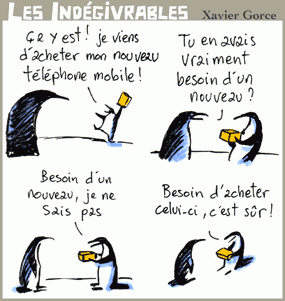 LES INDÉGIVRABLES Xavier Gorce
ça y est! je viens
d'acheter mon nouveau
téléphone mobile!
Tu en avais
vraiment
besoin d'un
nouveau?
Besoin d'un
nouveau, je ne
sais pas
Besoin d'acheter
celui-ci, c'est sûr!